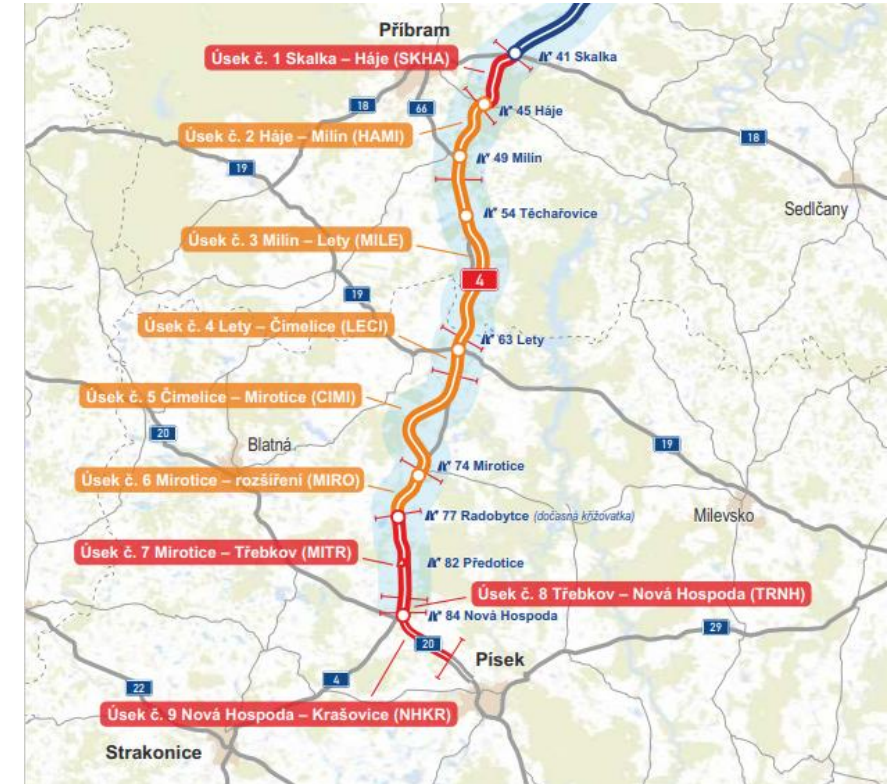 Příbram
Úsek č. 1 Skalka – Háje (SKHA)
41 Skalka
18
66
45 Háje
Úsek č. 2 Háje – Milín (HAMI)
18
19
49 Milín
Sedlčany
54 Těchařovice
Úsek č. 3 Milín – Lety (MILE)
4
19
Úsek č. 4 Lety – Čimelice (LECI)
63 Lety
Úsek č. 5 Čimelice – Mirotice (CIMI)
20
Blatná
19
74 Mirotice
Úsek č. 6 Mirotice – rozšíření (MIRO)
77 Radobytce (dočasná křižovatka)
Milevsko
Úsek č. 7 Mirotice – Třebkov (MITR)
82 Předotice
Úsek č. 8 Třebkov – Nová Hospoda (TRNH)
84 Nová Hospoda
29
20
Písek
22
4
Úsek č. 9 Nová Hospoda – Krašovice (NHKR)
Strakonice